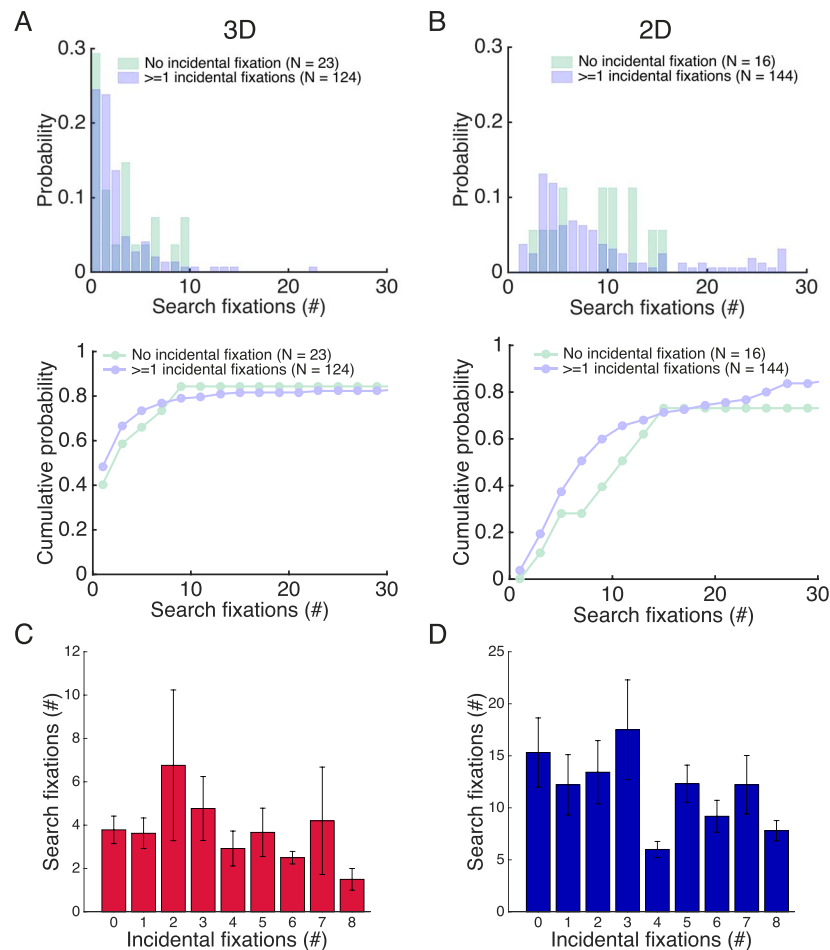 A
3D
0.3
0.2
0.1
0
Probability
No incidental fixation (N = 23)
>=1 incidental fixations (N = 124)
0
10
20
30
Search fixations (#)
B
2D
0.3
0.2
0.1
0
Probability
No incidental fixation (N = 16)
>=1 incidental fixations (N = 144)
0
10
20
30
Search fixations (#)
1
0.8
0.6
0.4
0.2
0
Cumulative probability
No incidental fixation (N = 23)
>=1 incidental fixations (N = 124)
0
10
20
30
Search fixations (#)
1
0.8
0.6
0.4
0.2
0
Cumulative probability
No incidental fixation (N = 16)
>=1 incidental fixations (N = 144)
0
10
20
30
Search fixations (#)
C
12
10
8
6
4
2
0
Search fixations (#)
0 1 2 3 4 5 6 7 8
Incidental fixations (#)
D
25
20
15
10
5
0
Search fixations (#)
0 1 2 3 4 5 6 7 8
Incidental fixations (#)